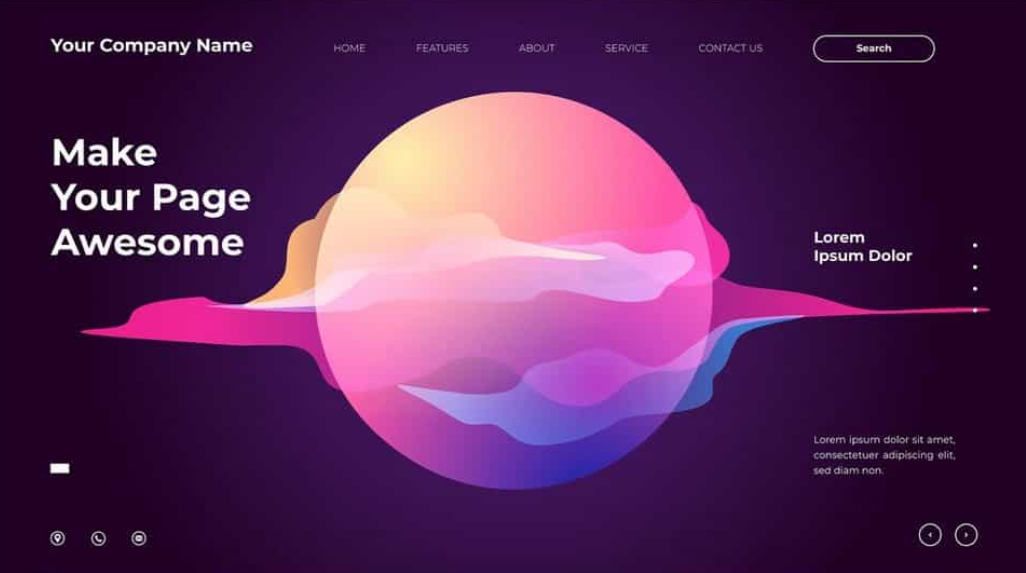 Your Company Name
HOME
FEATURES
ABOUT
SERVICE
CONTACT US
Search
Make
Your Page
Awesome
Lorem
Ipsum Dolor
Lorem ipsum dolor sit amet,
consectetuer adipiscing elit,
sed diam non.